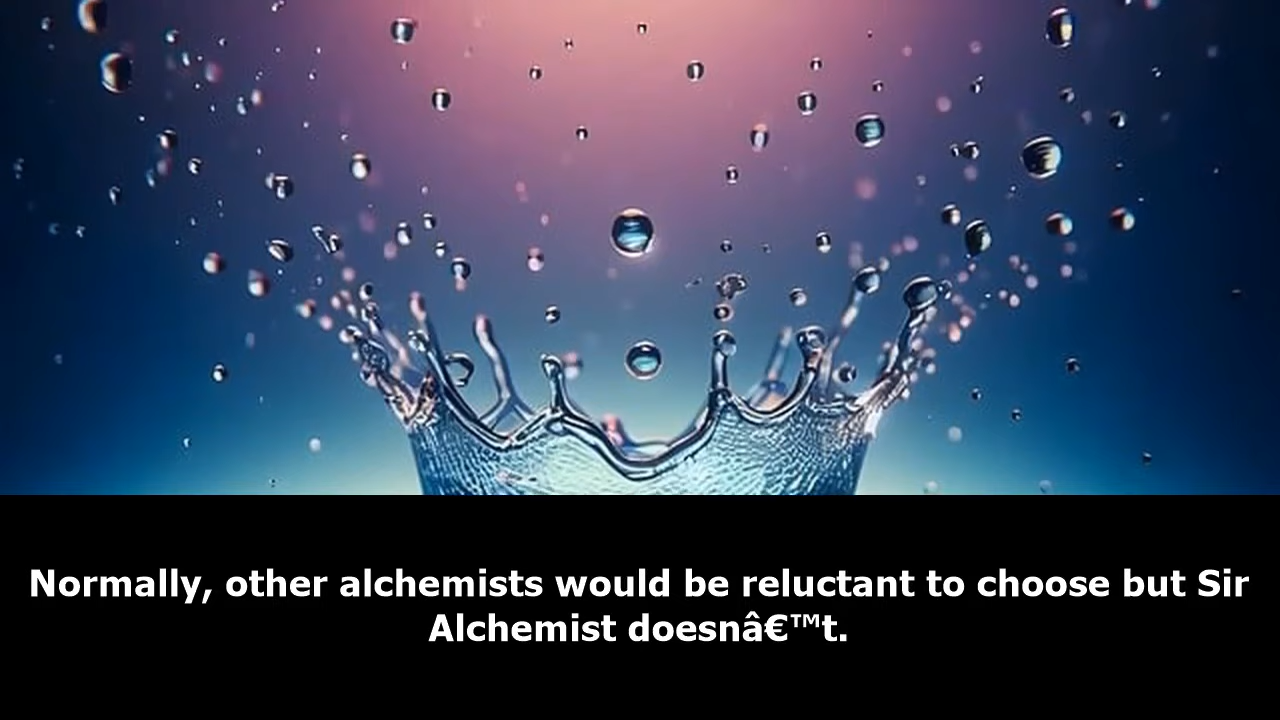 Normally, other alchemists would be reluctant to choose but Sir
Alchemist doesnâ€™t.